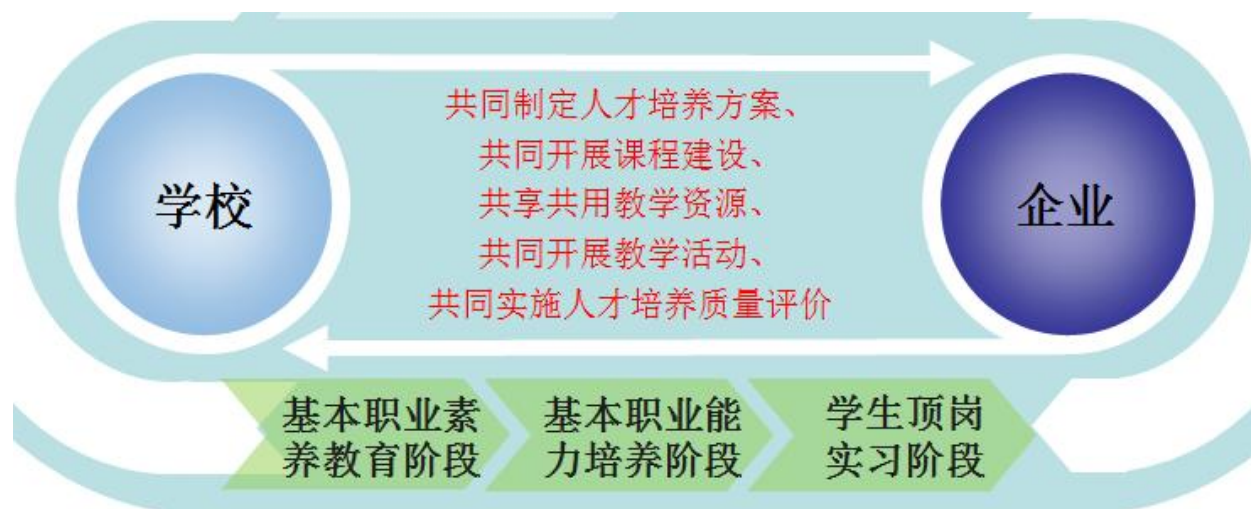 学校
共同制定人才培养方案、
共同开展课程建设、
共享共用教学资源、
共同开展教学活动、
共同实施人才培养质量评价
企业
基本职业素
养教育阶段
基本职业能
力培养阶段
学生顶岗
实习阶段